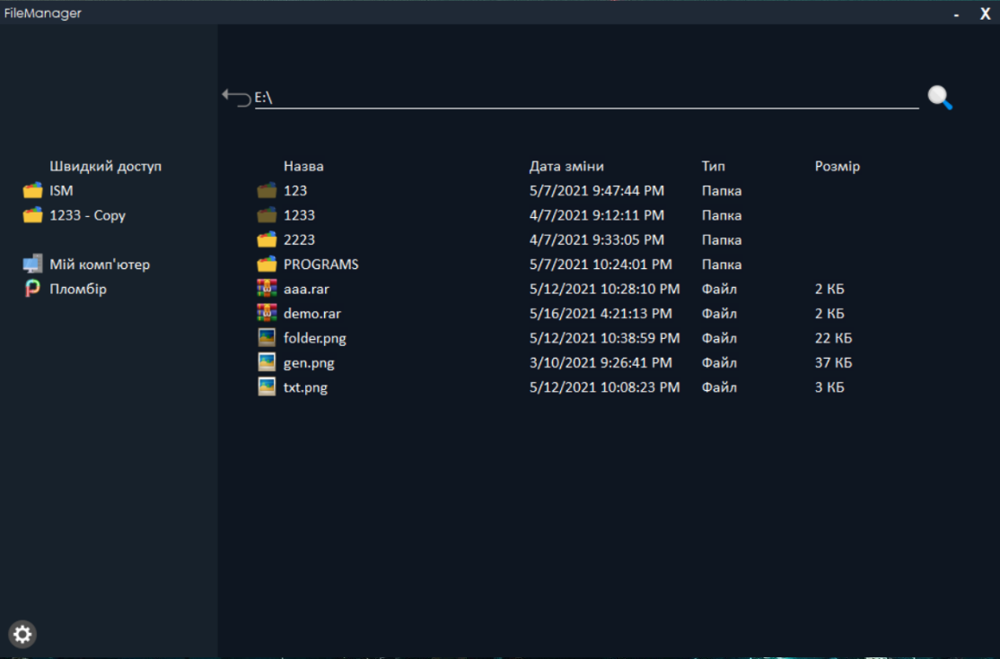 FileManager - X
E:\
Швидкий доступ
ISM
1233 - Copy
Мій комп'ютер
Пломбір
Назва Дата зміни Тип Розмір
123 5/7/2021 9:47:44 PM Папка
1233 4/7/2021 9:12:11 PM Папка
2223 4/7/2021 9:33:05 PM Папка
PROGRAMS 5/7/2021 10:24:01 PM Папка
aaa.rar 5/12/2021 10:28:10 PM Файл 2 КБ
demo.rar 5/16/2021 4:21:13 PM Файл 2 КБ
folder.png 5/12/2021 10:38:59 PM Файл 22 КБ
gen.png 3/10/2021 9:26:41 PM Файл 37 КБ
txt.png 5/12/2021 10:08:23 PM Файл 3 КБ